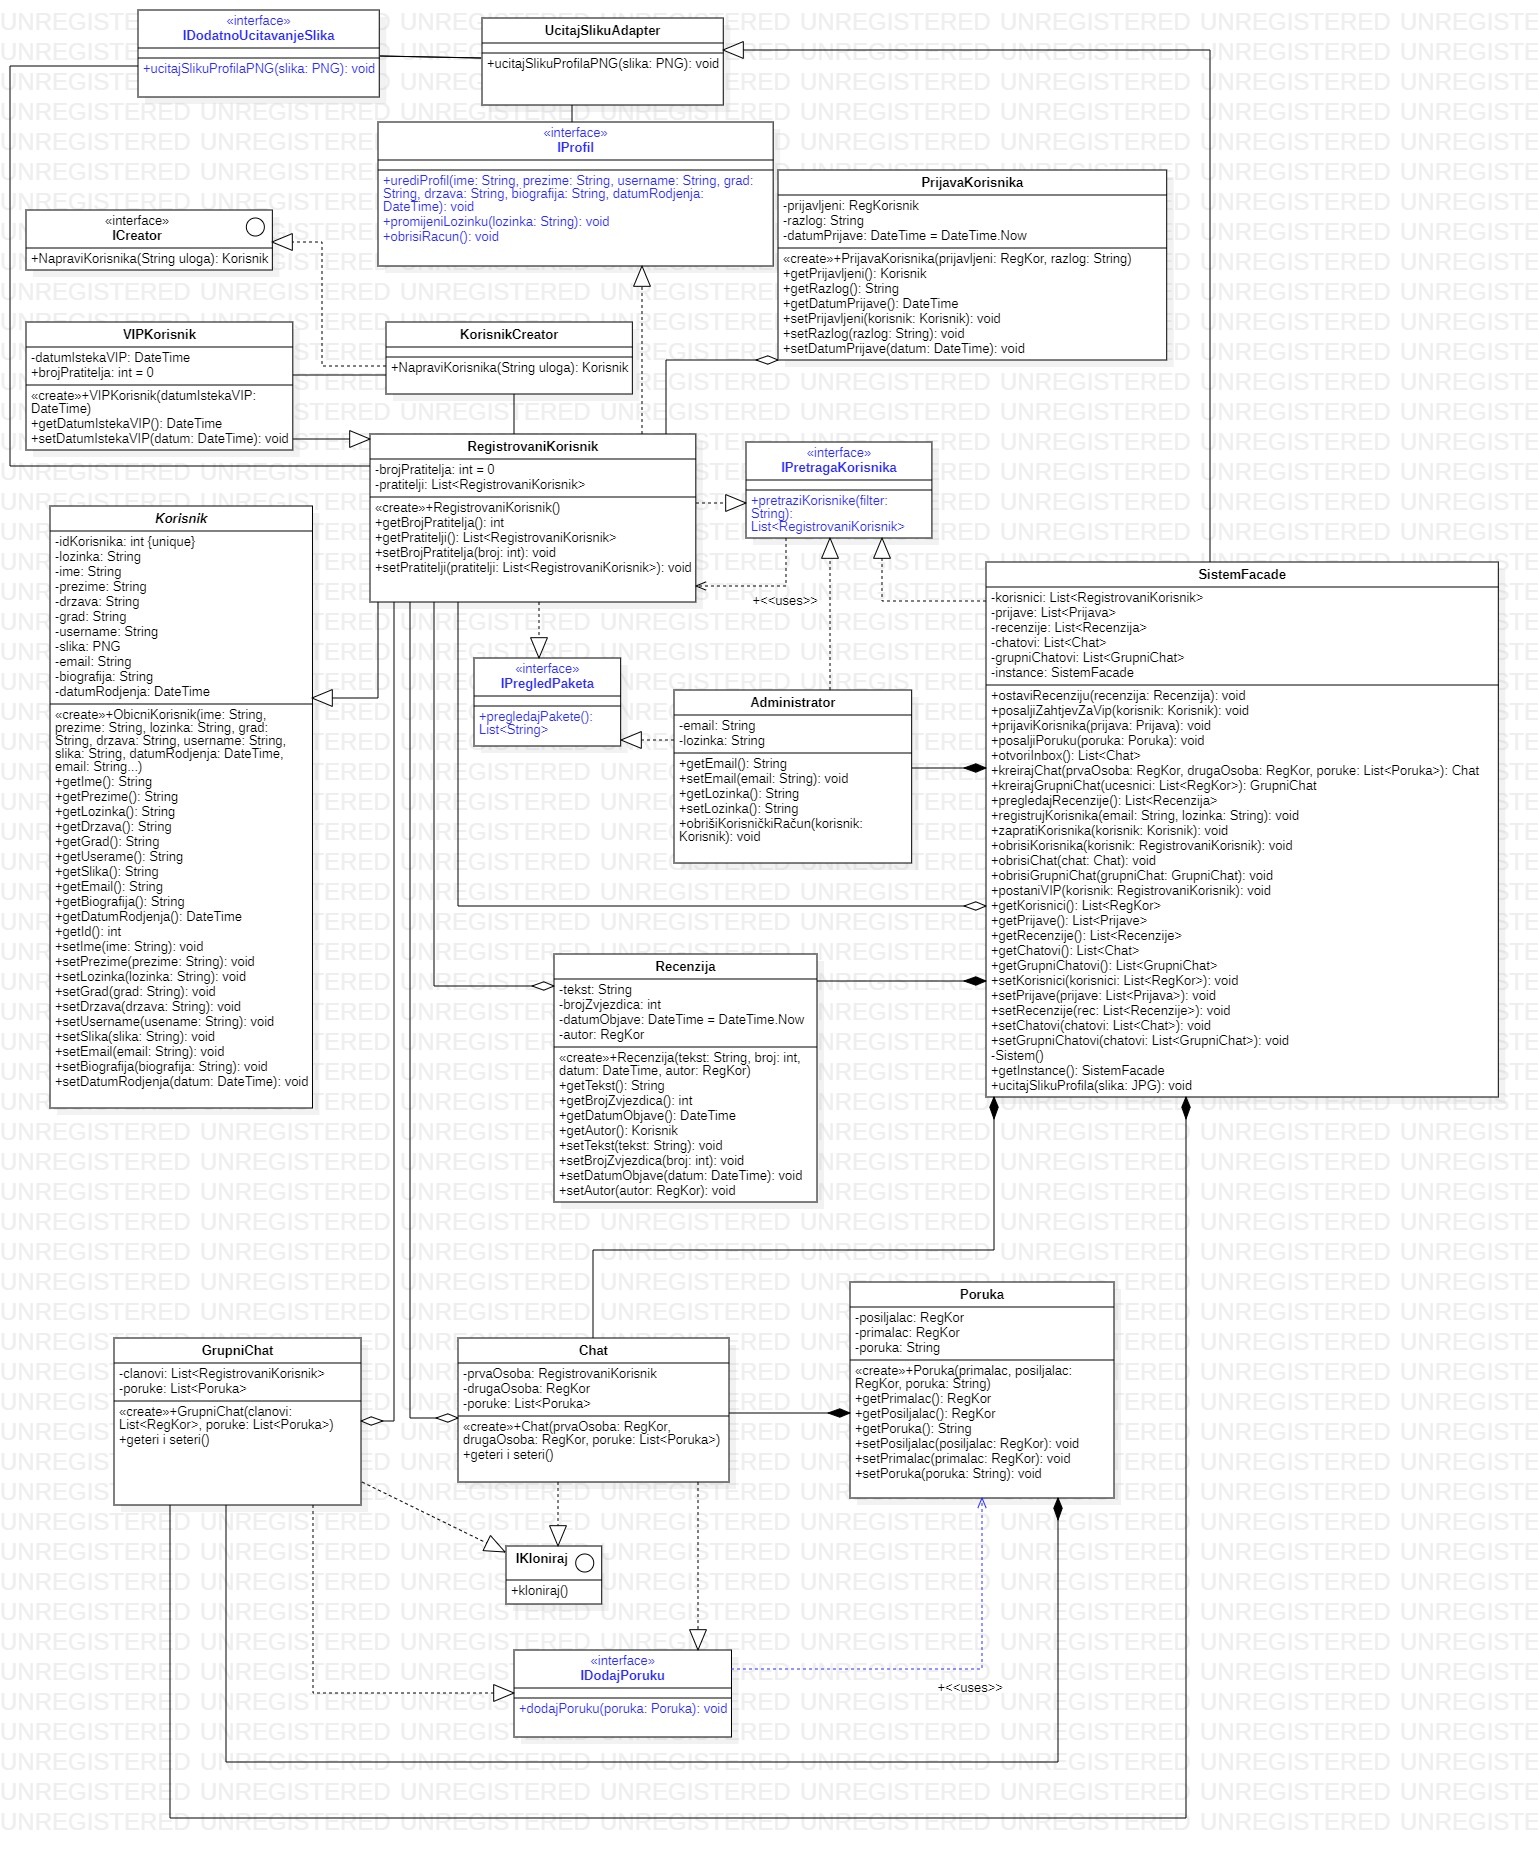 «interface»
IDodatnoUcitavanjeSlika
+ucitajSlikuProfilaPNG(slika: PNG): void
UcitajSlikuAdapter
+ucitajSlikuProfilaPNG(slika: PNG): void
«interface»
IProfil
+urediProfil(ime: String, prezime: String, username: String, grad:
String, drzava: String, biografija: String, datumRodjenja:
DateTime): void
+promijeniLozinku(lozinka: String): void
+obrisiRacun(): void
PrijavaKorisnika
-prijavljeni: RegKorisnik
-razlog: String
-datumPrijave: DateTime = DateTime.Now
«create»+PrijavaKorisnika(prijavljeni: RegKor, razlog: String)
+getPrijavljeni(): Korisnik
+getRazlog(): String
+getDatumPrijave(): DateTime
+setPrijavljeni(korisnik: Korisnik): void
+setRazlog(razlog: String): void
+setDatumPrijave(datum: DateTime): void
«interface»
ICreator
+NapraviKorisnika(String uloga): Korisnik
VIPKorisnik
-datumIstekaVIP: DateTime
+brojPratitelja: int = 0
«create»+VIPKorisnik(datumIstekaVIP:
DateTime)
+getDatumIstekaVIP(): DateTime
+setDatumIstekaVIP(datum: DateTime): void
KorisnikCreator
+NapraviKorisnika(String uloga): Korisnik
RegistrovaniKorisnik
-brojPratitelja: int = 0
-pratitelji: List<RegistrovaniKorisnik>
«create»+RegistrovaniKorisnik()
+getBrojPratitelja(): int
+getPratitelji(): List<RegistrovaniKorisnik>
+setBrojPratitelja(broj: int): void
+setPratitelji(pratitelji: List<RegistrovaniKorisnik>): void
«interface»
IPretragaKorisnika
+pretraziKorisnike(filter:
String):
List<RegistrovaniKorisnik>
+<<uses>>
Korisnik
-idKorisnika: int {unique}
-lozinka: String
-ime: String
-prezime: String
-drzava: String
-grad: String
-username: String
-slika: PNG
-email: String
-biografija: String
-datumRodjenja: DateTime
«create»+ObicniKorisnik(ime: String,
prezime: String, lozinka: String, grad:
String, drzava: String, username: String,
slika: String, datumRodjenja: DateTime,
email: String...)
+getIme(): String
+getPrezime(): String
+getLozinka(): String
+getDrzava(): String
+getGrad(): String
+getUserame(): String
+getSlika(): String
+getEmail(): String
+getBiografija(): String
+getDatumRodjenja(): DateTime
+getId(): int
+setIme(ime: String): void
+setPrezime(prezime: String): void
+setLozinka(lozinka: String): void
+setGrad(grad: String): void
+setDrzava(drzava: String): void
+setUsername(usename: String): void
+setSlika(slika: String): void
+setEmail(email: String): void
+setBiografija(biografija: String): void
+setDatumRodjenja(datum: DateTime): void
«interface»
IPregledPaketa
+pregledajPakete():
List<String>
Administrator
-email: String
-lozinka: String
+getEmail(): String
+setEmail(email: String): void
+getLozinka(): String
+setLozinka(): String
+obrišiKorisničkiRačun(korisnik:
Korisnik): void
SistemFacade
-korisnici: List<RegistrovaniKorisnik>
-prijave: List<Prijava>
-recenzije: List<Recenzija>
-chatovi: List<Chat>
-grupniChatovi: List<GrupniChat>
-instance: SistemFacade
+ostaviRecenziju(recenzija: Recenzija): void
+posaljiZahtjevZaVip(korisnik: Korisnik): void
+prijaviKorisnika(prijava: Prijava): void
+posaljiPoruku(poruka: Poruka): void
+otvoriInbox(): List<Chat>
+kreirajChat(prvaOsoba: RegKor, drugaOsoba: RegKor, poruke: List<Poruka>): Chat
+kreirajGrupniChat(ucesnici: List<RegKor>): GrupniChat
+pregledajRecenzije(): List<Recenzija>
+registrujKorisnika(email: String, lozinka: String): void
+zapratiKorisnika(korisnik: Korisnik): void
+obrisiKorisnika(korisnik: RegistrovaniKorisnik): void
+obrisiChat(chat: Chat): void
+obrisiGrupniChat(grupniChat: GrupniChat): void
+postaniVIP(korisnik: RegistrovaniKorisnik): void
+getKorisnici(): List<RegKor>
+getPrijave(): List<Prijave>
+getRecenzije(): List<Recenzije>
+getChatovi(): List<Chat>
+getGrupniChatovi(): List<GrupniChat>
+setKorisnici(korisnici: List<RegKor>): void
+setPrijave(prijave: List<Prijava>): void
+setRecenzije(rec: List<Recenzije>): void
+setChatovi(chatovi: List<Chat>): void
+setGrupniChatovi(chatovi: List<GrupniChat>): void
-Sistem()
+getInstance(): SistemFacade
+ucitajSlikuProfila(slika: JPG): void
Recenzija
-tekst: String
-brojZvjezdica: int
-datumObjave: DateTime = DateTime.Now
-autor: RegKor
«create»+Recenzija(tekst: String, broj: int,
datum: DateTime, autor: RegKor)
+getTekst(): String
+getBrojZvjezdica(): int
+getDatumObjave(): DateTime
+getAutor(): Korisnik
+setTekst(tekst: String): void
+setBrojZvjezdica(broj: int): void
+setDatumObjave(datum: DateTime): void
+setAutor(autor: RegKor): void
Poruka
-posiljalac: RegKor
-primalac: RegKor
-poruka: String
«create»+Poruka(primalac, posiljalac:
RegKor, poruka: String)
+getPrimalac(): RegKor
+getPosiljalac(): RegKor
+getPoruka(): String
+setPosiljalac(posiljalac: RegKor): void
+setPrimalac(primalac: RegKor): void
+setPoruka(poruka: String): void
GrupniChat
-clanovi: List<RegistrovaniKorisnik>
-poruke: List<Poruka>
«create»+GrupniChat(clanovi:
List<RegKor>, poruke: List<Poruka>)
+geteri i seteri()
Chat
-prvaOsoba: RegistrovaniKorisnik
-drugaOsoba: RegKor
-poruke: List<Poruka>
«create»+Chat(prvaOsoba: RegKor,
drugaOsoba: RegKor, poruke: List<Poruka>)
+geteri i seteri()
IKloniraj
+kloniraj()
«interface»
IDodajPoruku
+dodajPoruku(poruka: Poruka): void
+<<uses>>